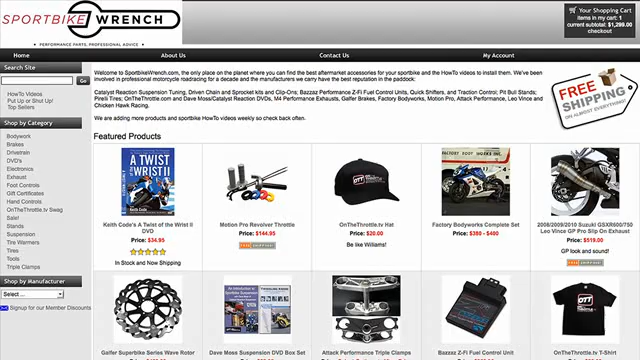 SPORTBIKE WRENCH
• PERFORMANCE PARTS, PROFESSIONAL ADVICE •
Your Shopping Cart
items in my cart: 1
current subtotal: $1,299.00
checkout
Home About Us Contact Us My Account
Search Site
Go
HowTo Videos
Put Up or Shut Up!
Top Sellers
Shop by Category
Bodywork
Brakes
Drivetrain
DVD's
Electronics
Exhaust
Foot Controls
Gift Certificates
Hand Controls
OnTheThrottle.tv Swag
Sale!
Stands
Suspension
Tire Warmers
Tires
Tools
Triple Clamps
Shop by Manufacturer
Select ...
Signup for our Member Discounts
Welcome to SportbikeWrench.com, the only place on the planet where you can find the best aftermarket accessories for your sportbike and the HowTo videos to install them. We've been
involved in professional motorcycle roadracing for a decade and the manufacturers we carry have the best reputation in the paddock:
Catalyst Reaction Suspension Tuning, Driven Chain and Sprocket kits and Clip-Ons; Bazzaz Performance Z-Fi Fuel Control Units, Quick Shifters, and Traction Control; Pit Bull Stands;
Pirelli Tires; OnTheThrottle.com and Dave Moss/Catalyst Reaction DVDs, M4 Performance Exhausts, Galfer Brakes, Factory Bodyworks, Motion Pro, Attack Performance, Leo Vince and
Chicken Hawk Racing.
We are adding more products and sportbike HowTo videos weekly so check back often.
FREE
SHIPPING
ON ALMOST EVERYTHING!
Featured Products
A TWIST
OF THE
WRIST II
Keith Code
Keith Code's A Twist of the Wrist II
DVD
Price: $34.95
In Stock and Now Shipping
Motion Pro Revolver Throttle
Price: $144.95
OTT
OnTheThrottle.tv Hat
Price: $20.00
Be like Williams!
FACTORY BODY WORKS
Factory Bodyworks Complete Set
Price: $380 - $400
2008/2009/2010 Suzuki GSXR600/750
Leo Vince GP Pro Slip On Exhaust
Price: $519.00
GP look and sound!
Galfer Superbike Series Wave Rotor
Dave Moss Suspension DVD Box Set
Attack Performance Triple Clamps
Bazzaz Z-Fi Fuel Control Unit
OTT
OnTheThrottle.tv T-Shirt